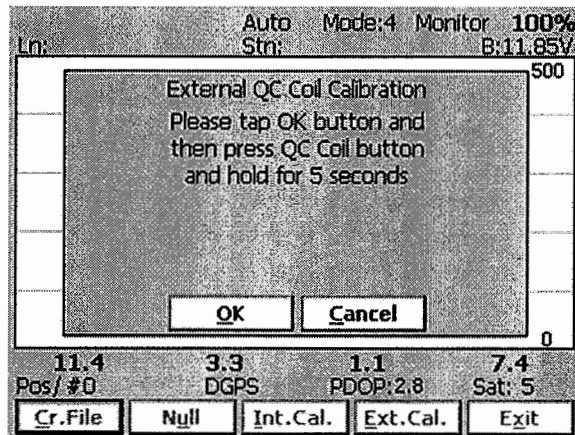 Auto Mode:4 Monitor 100%
Ln: Stn: B:11.85V
500
External QC Coil Calibration
Please tap OK button and
then press QC Coil button
and hold for 5 seconds
OK Cancel
0
11.4 3.3 1.1 7.4
Pos/ #0 DGPS PDOP:2.8 Sat: 5
Cr.File Null Int.Cal. Ext.Cal. Exit